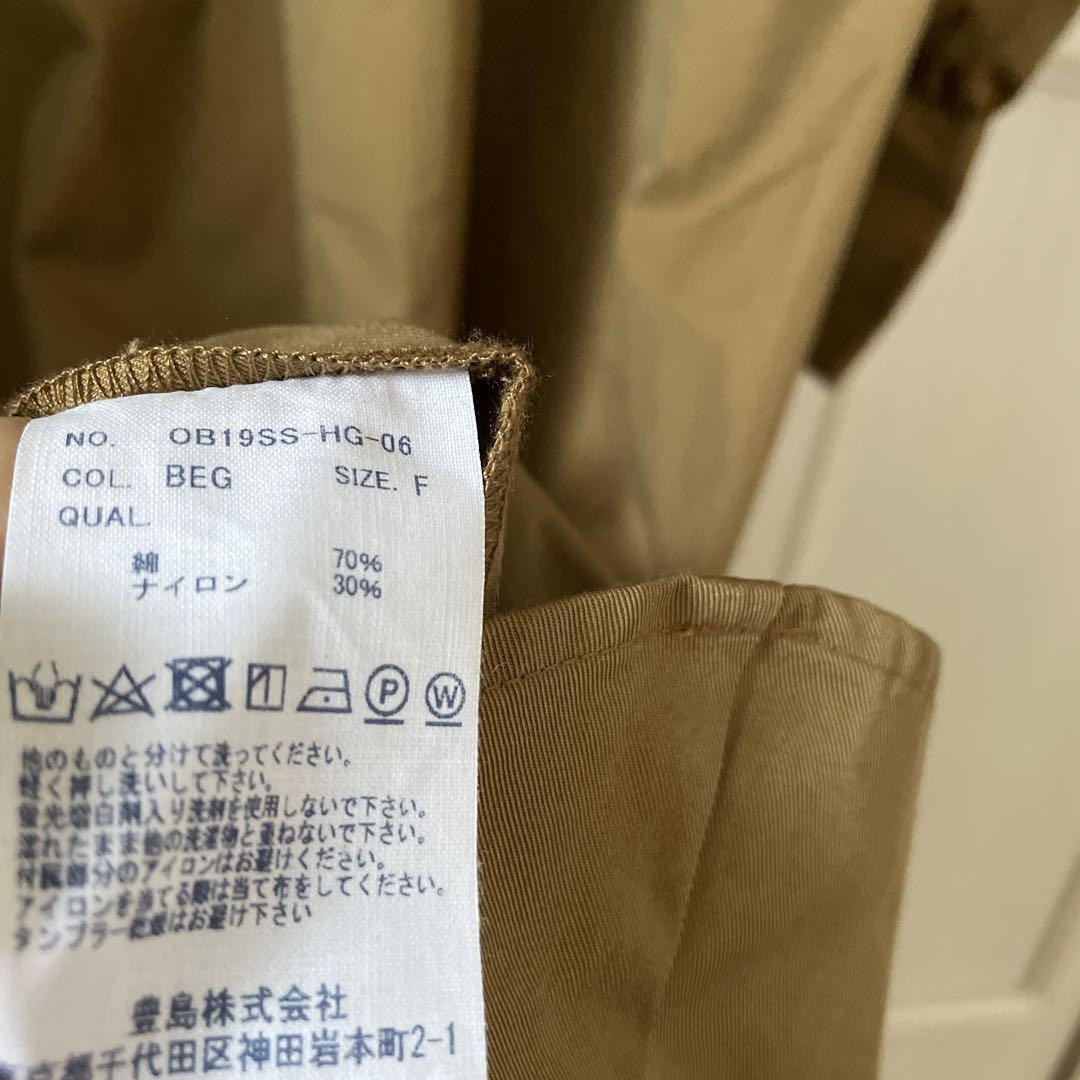 NO. OB19SS-HG-06
COL. BEG SIZE. F
QUAL.
綿 70%
ナイロン 30%
P W
他のものと分けて洗ってください。
軽く押し洗いして下さい。
蛍光増白剤入り洗剤を使用しないで下さい。
濡れたまま他の洗濯物と重ねないで下さい。
付属部分のアイロンはお避けください。
アイロンを当てる際は当て布をしてください。
タンブラー乾燥はお避け下さい
豊島株式会社
東京都千代田区神田岩本町2-1